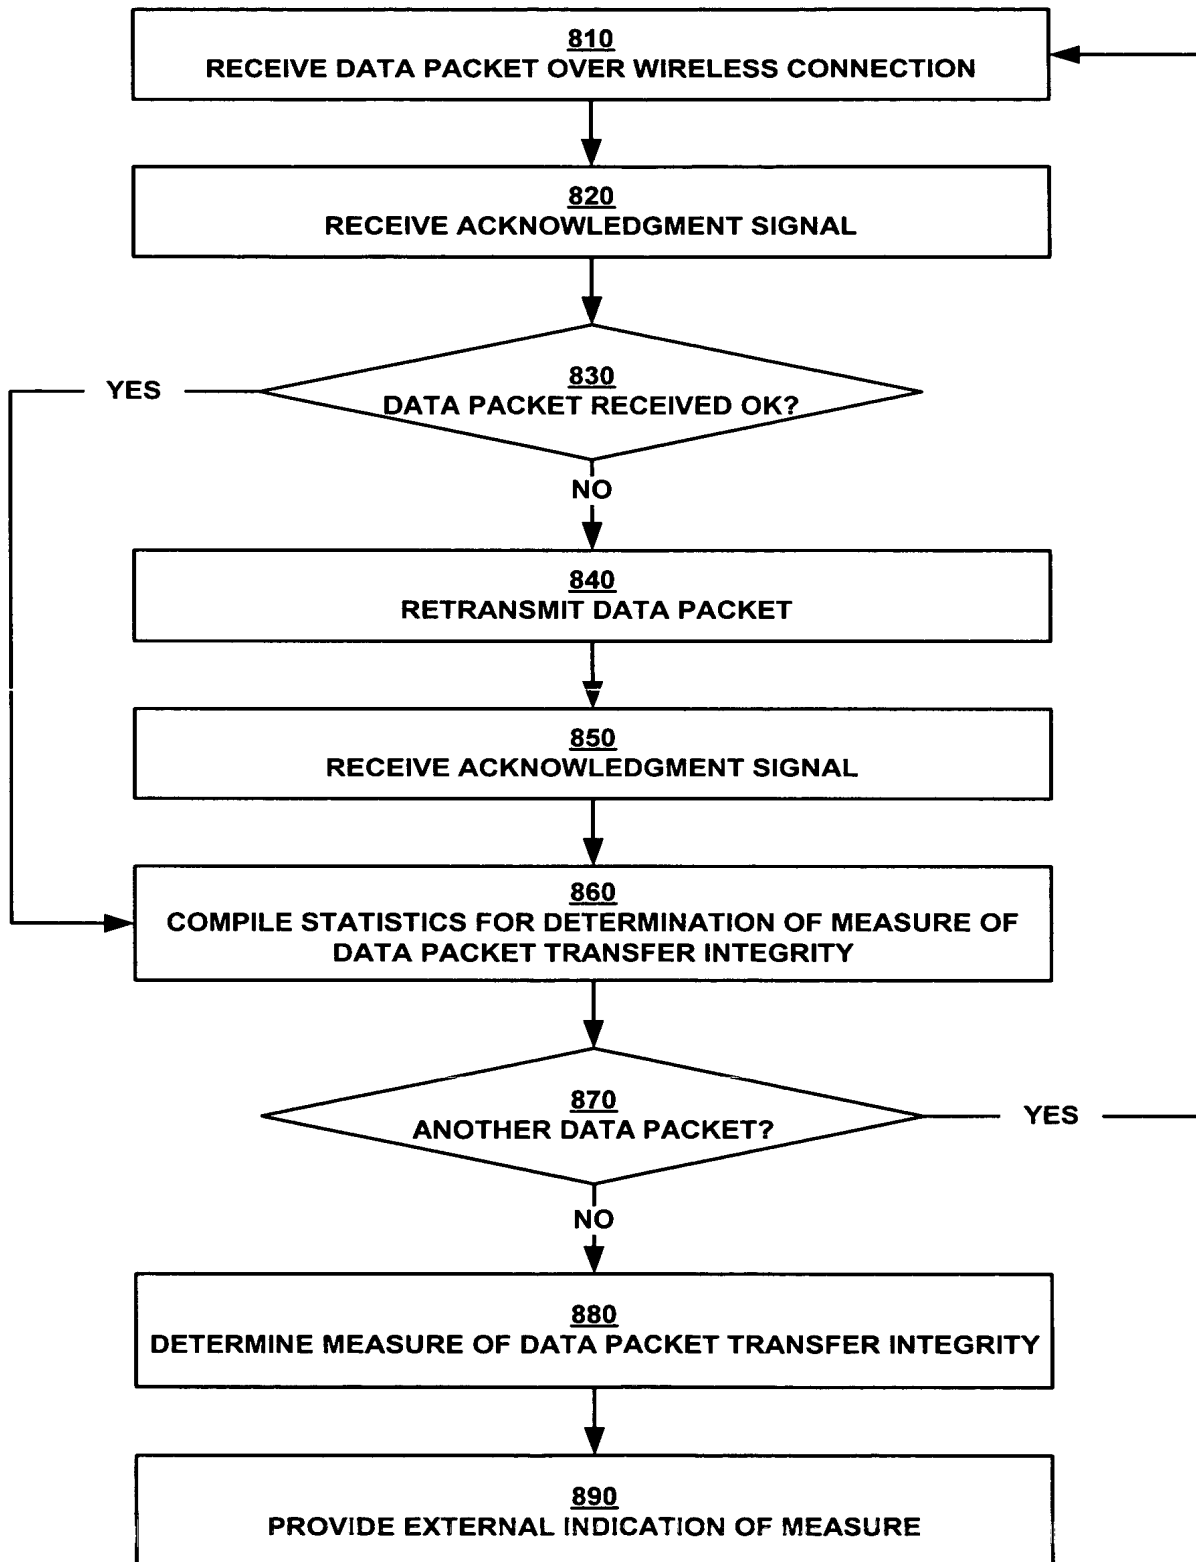 810
RECEIVE DATA PACKET OVER WIRELESS CONNECTION
820
RECEIVE ACKNOWLEDGMENT SIGNAL
830
DATA PACKET RECEIVED OK?
YES
NO
840
RETRANSMIT DATA PACKET
850
RECEIVE ACKNOWLEDGMENT SIGNAL
860
COMPILE STATISTICS FOR DETERMINATION OF MEASURE OF
DATA PACKET TRANSFER INTEGRITY
870
ANOTHER DATA PACKET?
YES
NO
880
DETERMINE MEASURE OF DATA PACKET TRANSFER INTEGRITY
890
PROVIDE EXTERNAL INDICATION OF MEASURE